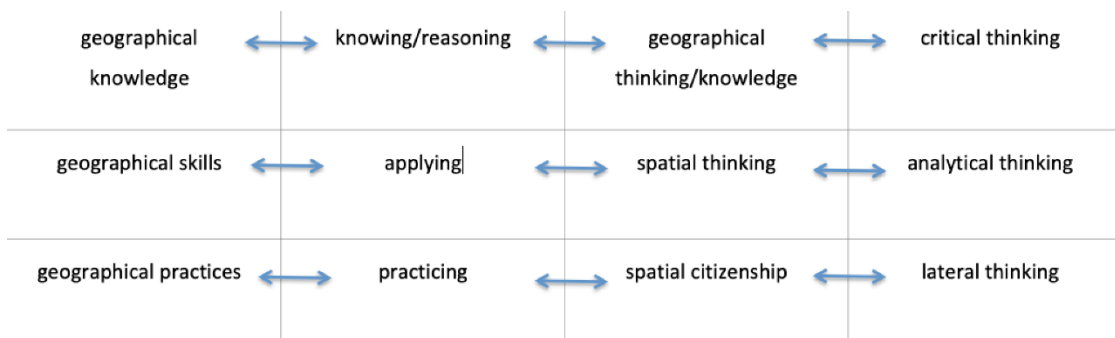 geographical knowing/reasoning geographical critical thinking
knowledge thinking/knowledge
geographical skills applying spatial thinking analytical thinking
geographical practices practicing spatial citizenship lateral thinking